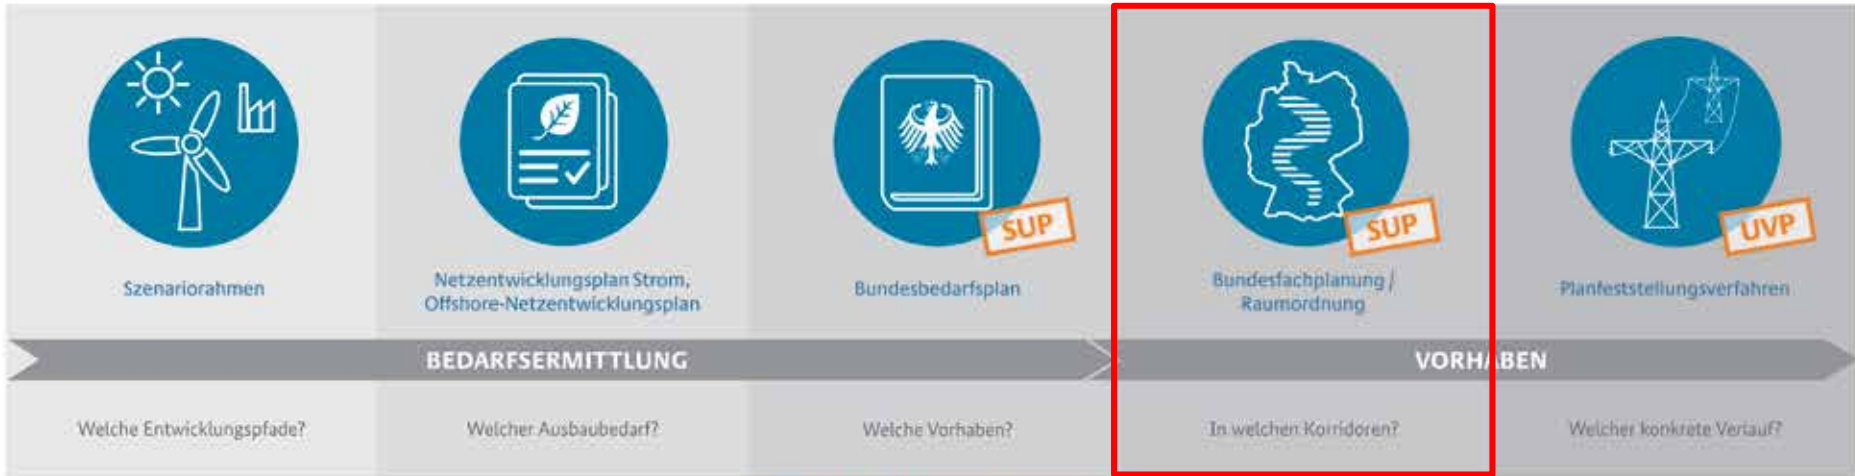 SUP
SUP
UVP
Szenariorahmen
Netzentwicklungsplan Strom,
Offshore-Netzentwicklungsplan
Bundesbedarfsplan
Bundesfachplanung /
Raumordnung
Planfeststellungsverfahren
BEDARFSERMITTLUNG
VORHABEN
Welche Entwicklungspfade?
Welcher Ausbaubedarf?
Welche Vorhaben?
In welchen Korridoren?
Welcher konkrete Verlauf?